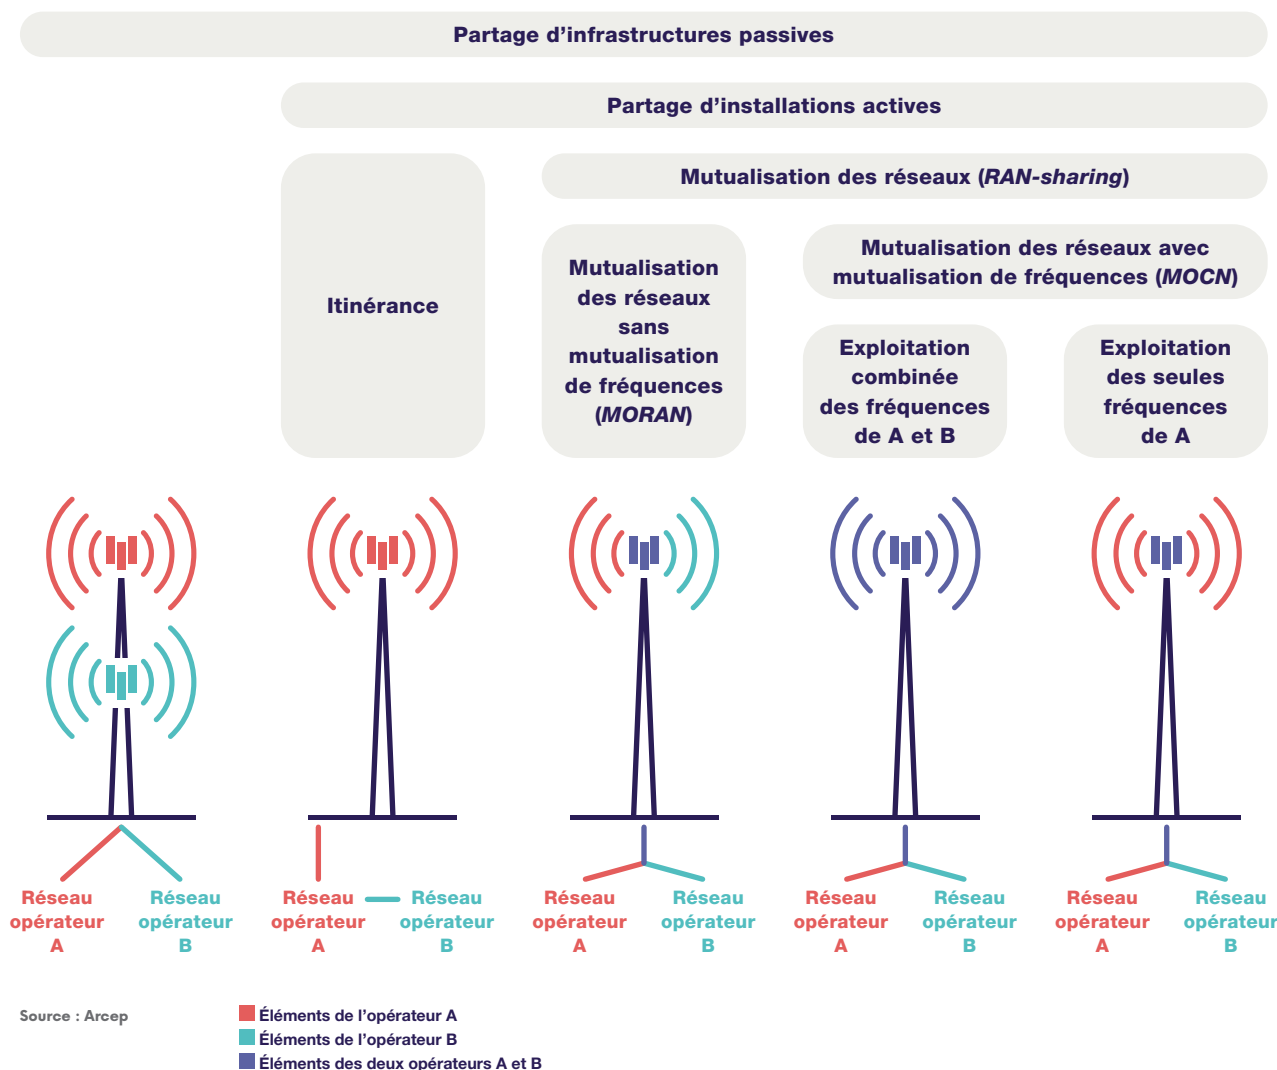 Partage d’infrastructures passives
Partage d’installations actives
Itinérance
Mutualisation des réseaux (RAN-sharing)
Mutualisation
des réseaux
sans
mutualisation
de fréquences
(MORAN)
Mutualisation des réseaux avec
mutualisation de fréquences (MOCN)
Exploitation
combinée
des fréquences
de A et B
Exploitation
des seules
fréquences
de A
Réseau
opérateur
A
Réseau
opérateur
B
Réseau
opérateur
A
Réseau
opérateur
B
Réseau
opérateur
A
Réseau
opérateur
B
Réseau
opérateur
A
Réseau
opérateur
B
Réseau
opérateur
A
Réseau
opérateur
B
Source : Arcep
Éléments de l’opérateur A
Éléments de l’opérateur B
Éléments des deux opérateurs A et B